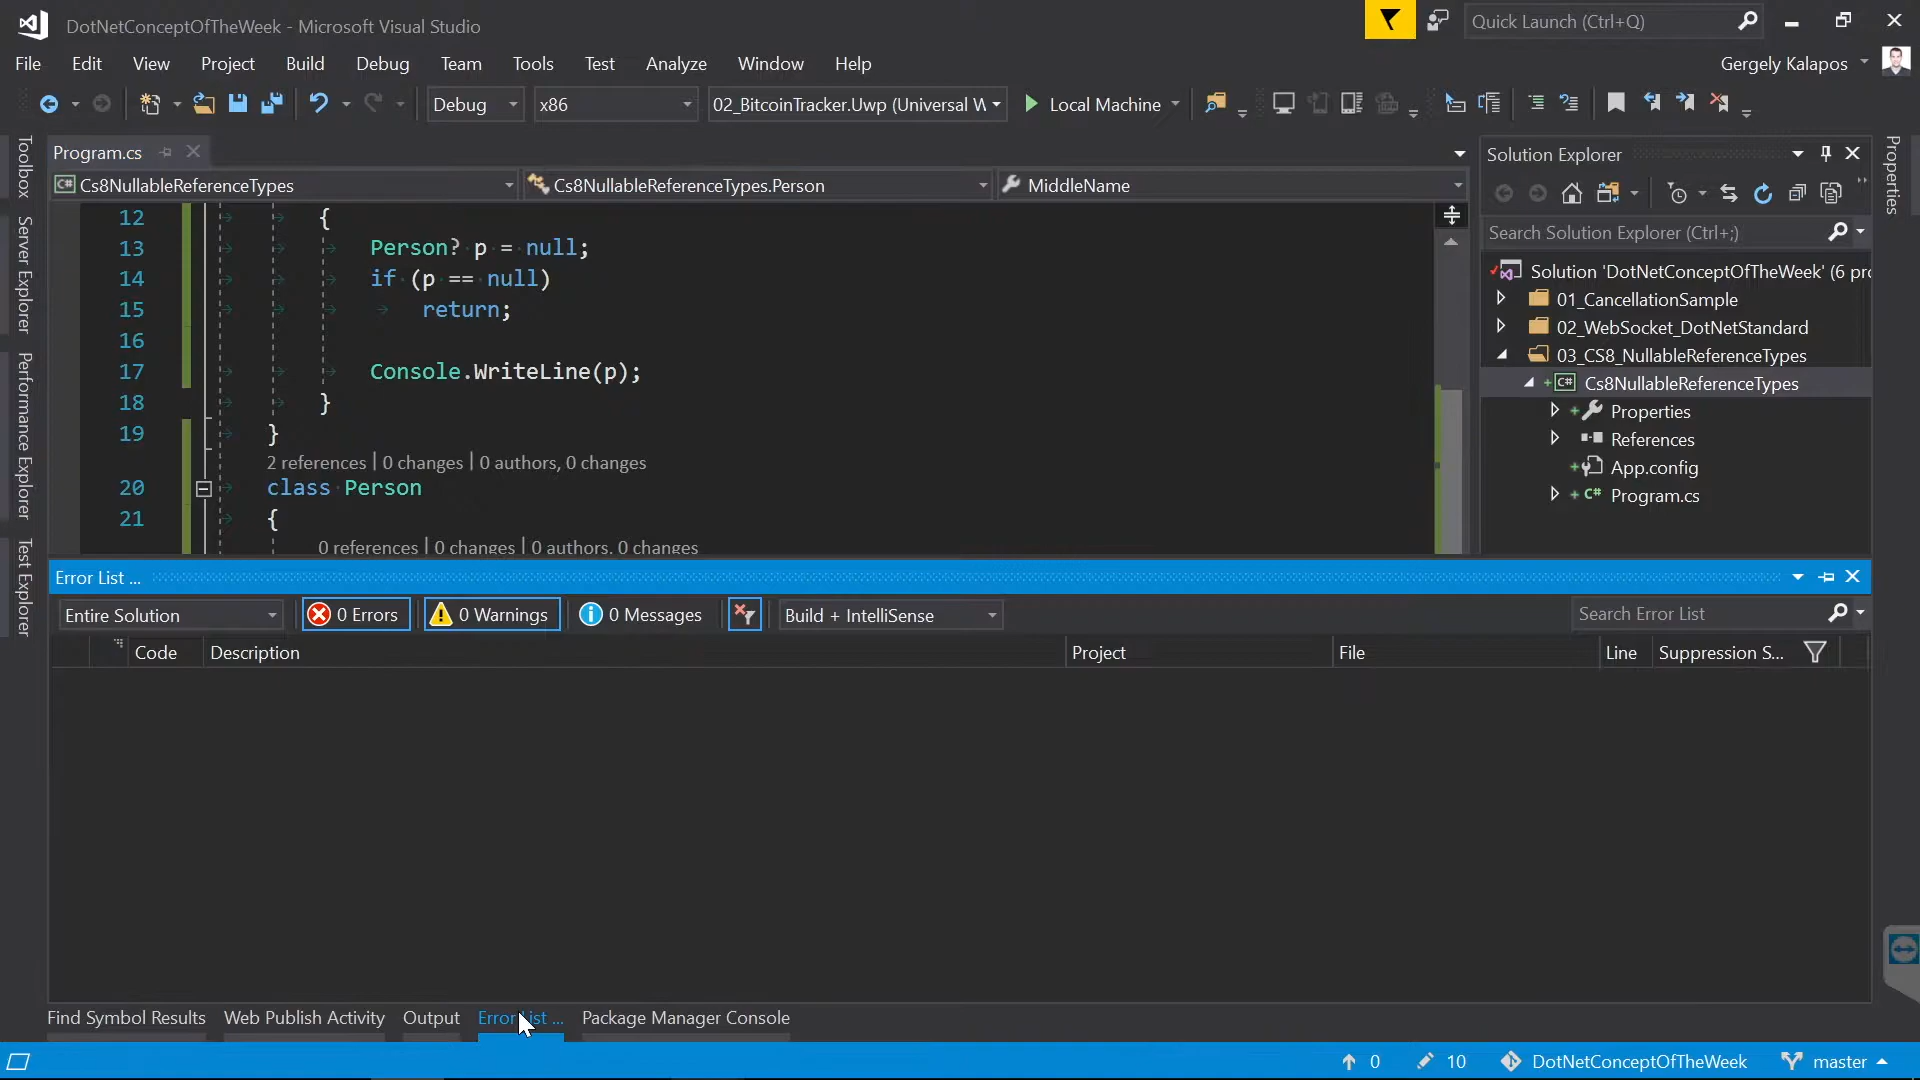 DotNetConceptOfTheWeek - Microsoft Visual Studio
Quick Launch (Ctrl+Q)
File Edit View Project Build Debug Team Tools Test Analyze Window Help
Gergely Kalapos
Debug x86 02_BitcoinTracker.Uwp (Universal W Local Machine
Toolbox
Server Explorer
Performance Explorer
Test Explorer
Program.cs
Cs8NullableReferenceTypes Cs8NullableReferenceTypes.Person MiddleName
12 {
13 Person? p = null;
14 if (p == null)
15 return;
16
17 Console.WriteLine(p);
18 }
19 }
2 references | 0 changes | 0 authors, 0 changes
20 class Person
21 {
0 references | 0 changes | 0 authors, 0 changes
Solution Explorer
Search Solution Explorer (Ctrl+;)
Solution 'DotNetConceptOfTheWeek' (6 pro
01_CancellationSample
02_WebSocket_DotNetStandard
03_CS8_NullableReferenceTypes
C# Cs8NullableReferenceTypes
Properties
References
App.config
C# Program.cs
Properties
Error List ...
Entire Solution 0 Errors 0 Warnings 0 Messages Build + IntelliSense Search Error List
Code Description Project File Line Suppression S...
Find Symbol Results Web Publish Activity Output Error List ... Package Manager Console
0 10 DotNetConceptOfTheWeek master